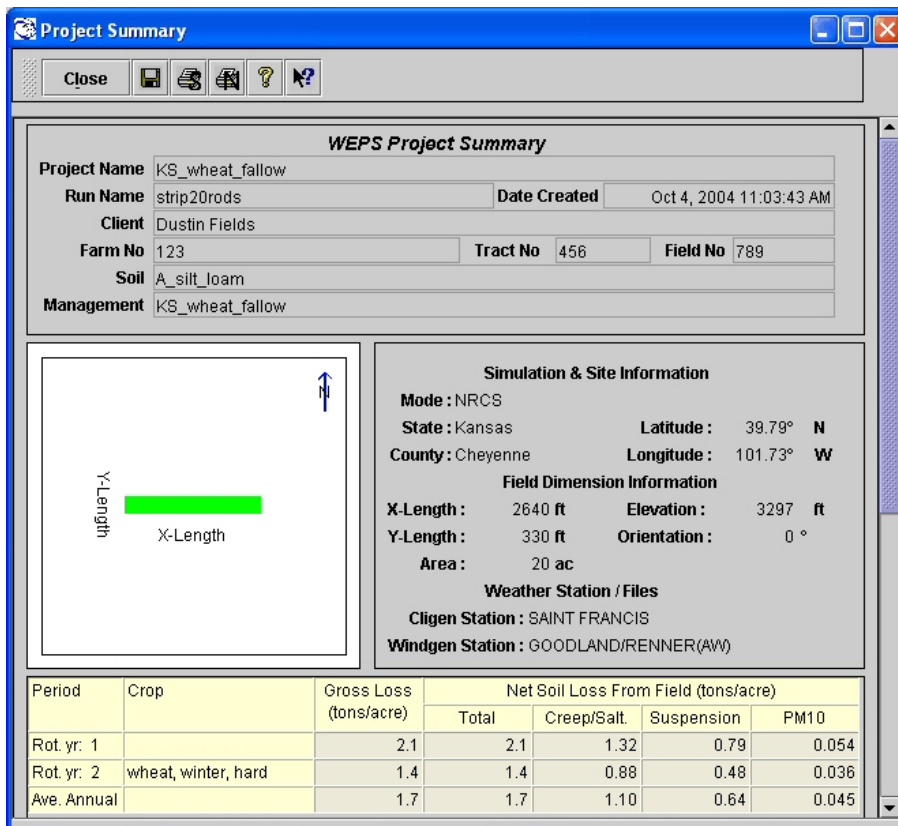 Project Summary
Close
WEPS Project Summary
Project Name KS_wheat_fallow
Run Name strip20rods Date Created Oct 4, 2004 11:03:43 AM
Client Dustin Fields
Farm No 123 Tract No 456 Field No 789
Soil A_silt_loam
Management KS_wheat_fallow
N
Y-Length
X-Length
Simulation & Site Information
Mode : NRCS
State : Kansas Latitude : 39.79° N
County : Cheyenne Longitude : 101.73° W
Field Dimension Information
X-Length : 2640 ft Elevation : 3297 ft
Y-Length : 330 ft Orientation : 0 °
Area : 20 ac
Weather Station / Files
Cligen Station : SAINT FRANCIS
Windgen Station : GOODLAND/RENNER(AW)
Period Crop Gross Loss Net Soil Loss From Field (tons/acre)
(tons/acre) Total Creep/Salt. Suspension PM10
Rot. yr: 1 2.1 2.1 1.32 0.79 0.054
Rot. yr: 2 wheat, winter, hard 1.4 1.4 0.88 0.48 0.036
Ave. Annual 1.7 1.7 1.10 0.64 0.045